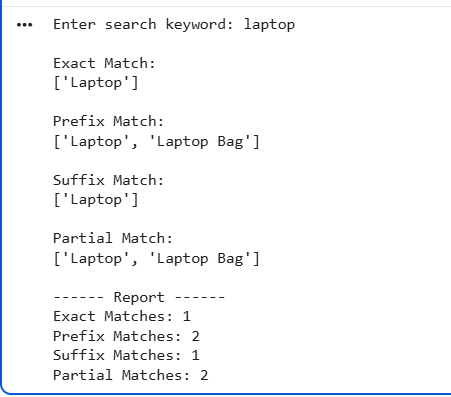 Enter search keyword: laptop
Exact Match:
['Laptop']
Prefix Match:
['Laptop', 'Laptop Bag']
Suffix Match:
['Laptop']
Partial Match:
['Laptop', 'Laptop Bag']
------ Report ------
Exact Matches: 1
Prefix Matches: 2
Suffix Matches: 1
Partial Matches: 2